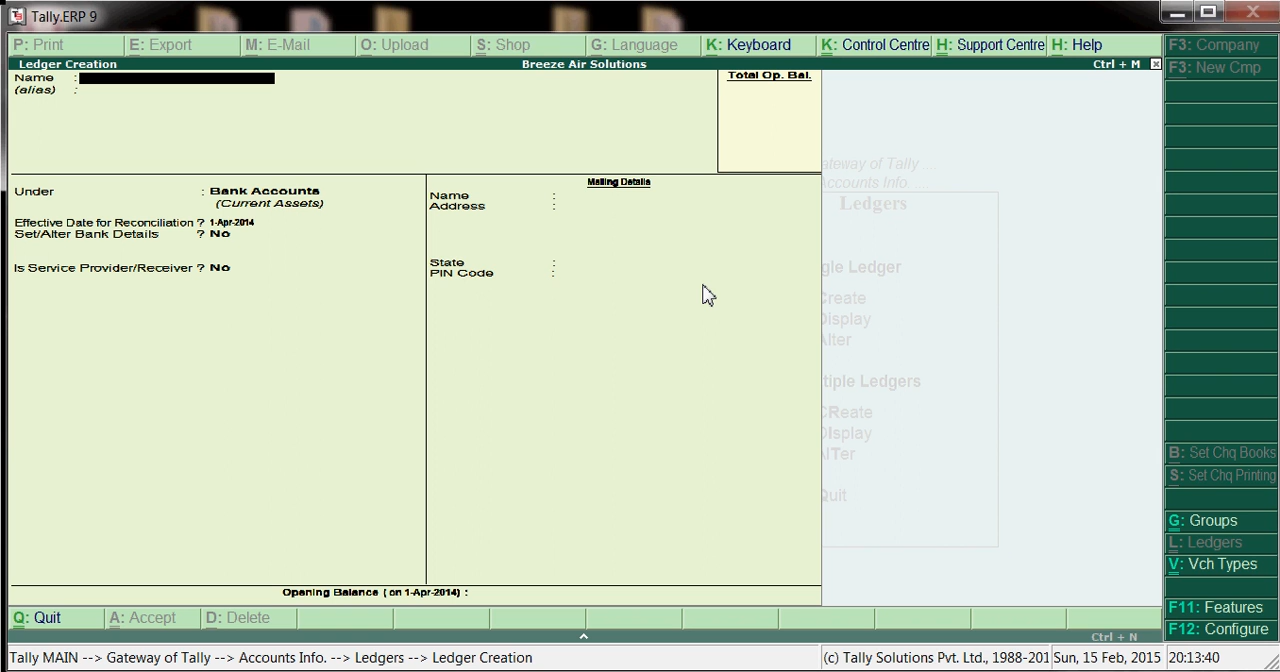 Tally.ERP 9
P: Print E: Export M: E-Mail O: Upload S: Shop G: Language K: Keyboard K: Control Centre H: Support Centre H: Help F3: Company
F3: New Cmp
Ledger Creation Breeze Air Solutions Ctrl + M
Name :
(alias) :
Total Op. Bal.
Under : Bank Accounts
(Current Assets)
Effective Date for Reconciliation ? 1-Apr-2014
Set/Alter Bank Details ? No
Is Service Provider/Receiver ? No
Mailing Details
Name :
Address :
State :
PIN Code :
Opening Balance ( on 1-Apr-2014) :
ateway of Tally ....
ccounts Info. ...
Ledgers
gle Ledger
Create
Display
Alter
tiple Ledgers
CReate
DIsplay
AlTer
Quit
B: Set Chq Books
S: Set Chq Printing
G: Groups
L: Ledgers
V: Vch Types
F11: Features
F12: Configure
Q: Quit A: Accept D: Delete
Ctrl + N
Tally MAIN --> Gateway of Tally --> Accounts Info. --> Ledgers --> Ledger Creation (c) Tally Solutions Pvt. Ltd., 1988-201 Sun, 15 Feb, 2015 20:13:40